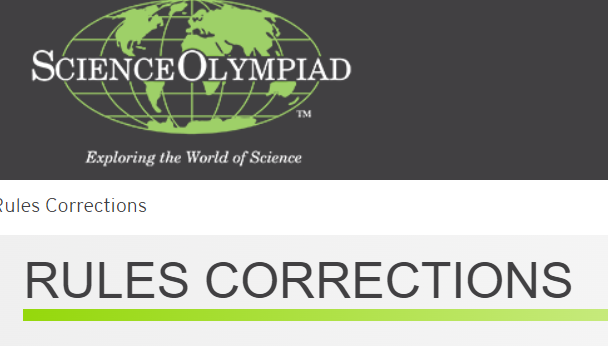 SCIENCEOLYMPIAD
TM
Exploring the World of Science
Rules Corrections
RULES CORRECTIONS